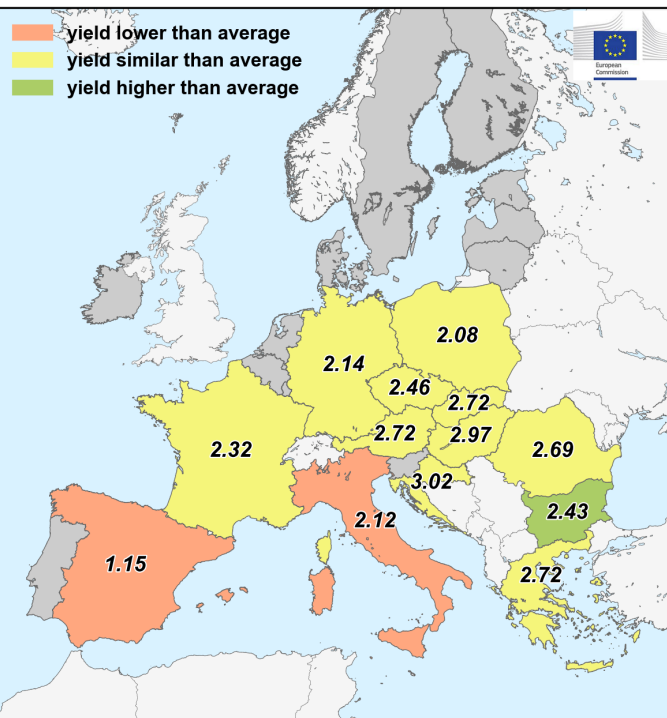 yield lower than average
yield similar than average
yield higher than average
European
Commission
2.08
2.14
2.46
2.72
2.72
2.97
2.32
2.69
3.02
2.43
2.12
1.15
2.72